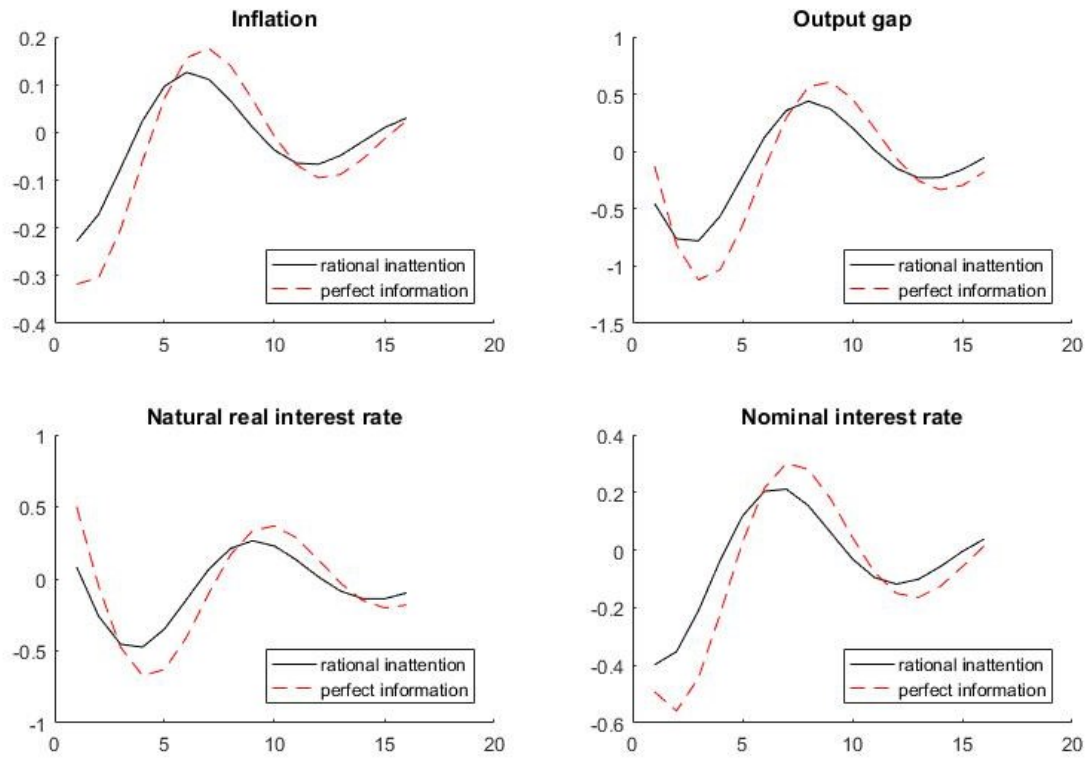 Inflation
0.2
0.1
0
-0.1
-0.2
-0.3
-0.4
0 5 10 15 20
rational inattention
perfect information
Output gap
1
0.5
0
-0.5
-1
-1.5
0 5 10 15 20
rational inattention
perfect information
Natural real interest rate
1
0.5
0
-0.5
-1
0 5 10 15 20
rational inattention
perfect information
Nominal interest rate
0.4
0.2
0
-0.2
-0.4
-0.6
0 5 10 15 20
rational inattention
perfect information